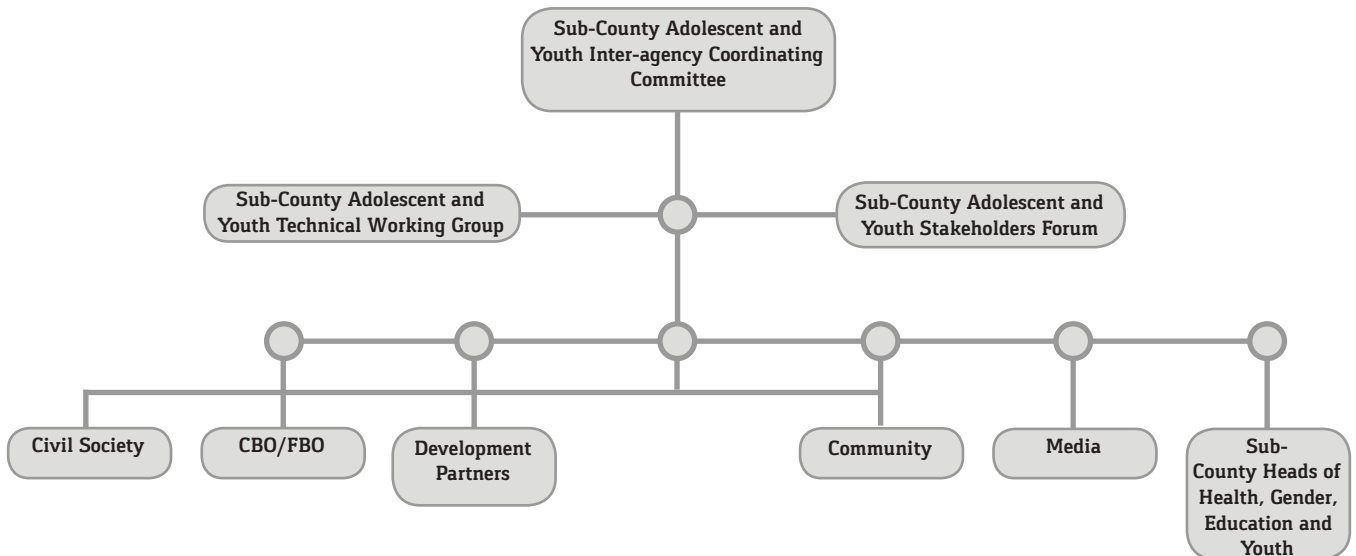 Sub-County Adolescent and
Youth Inter-agency Coordinating
Committee
Sub-County Adolescent and
Youth Technical Working Group
Sub-County Adolescent and
Youth Stakeholders Forum
Civil Society
CBO/FBO
Development
Partners
Community
Media
Sub-
County Heads of
Health, Gender,
Education and
Youth